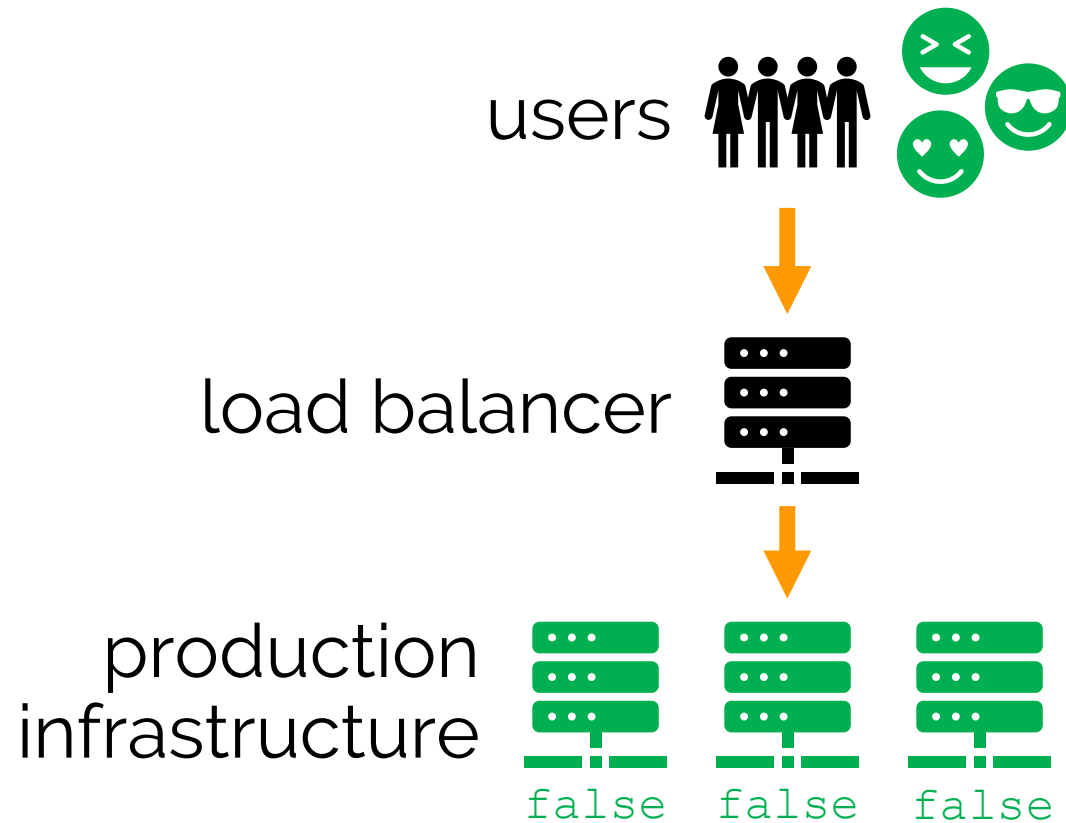 users
load balancer
production
infrastructure
false false false